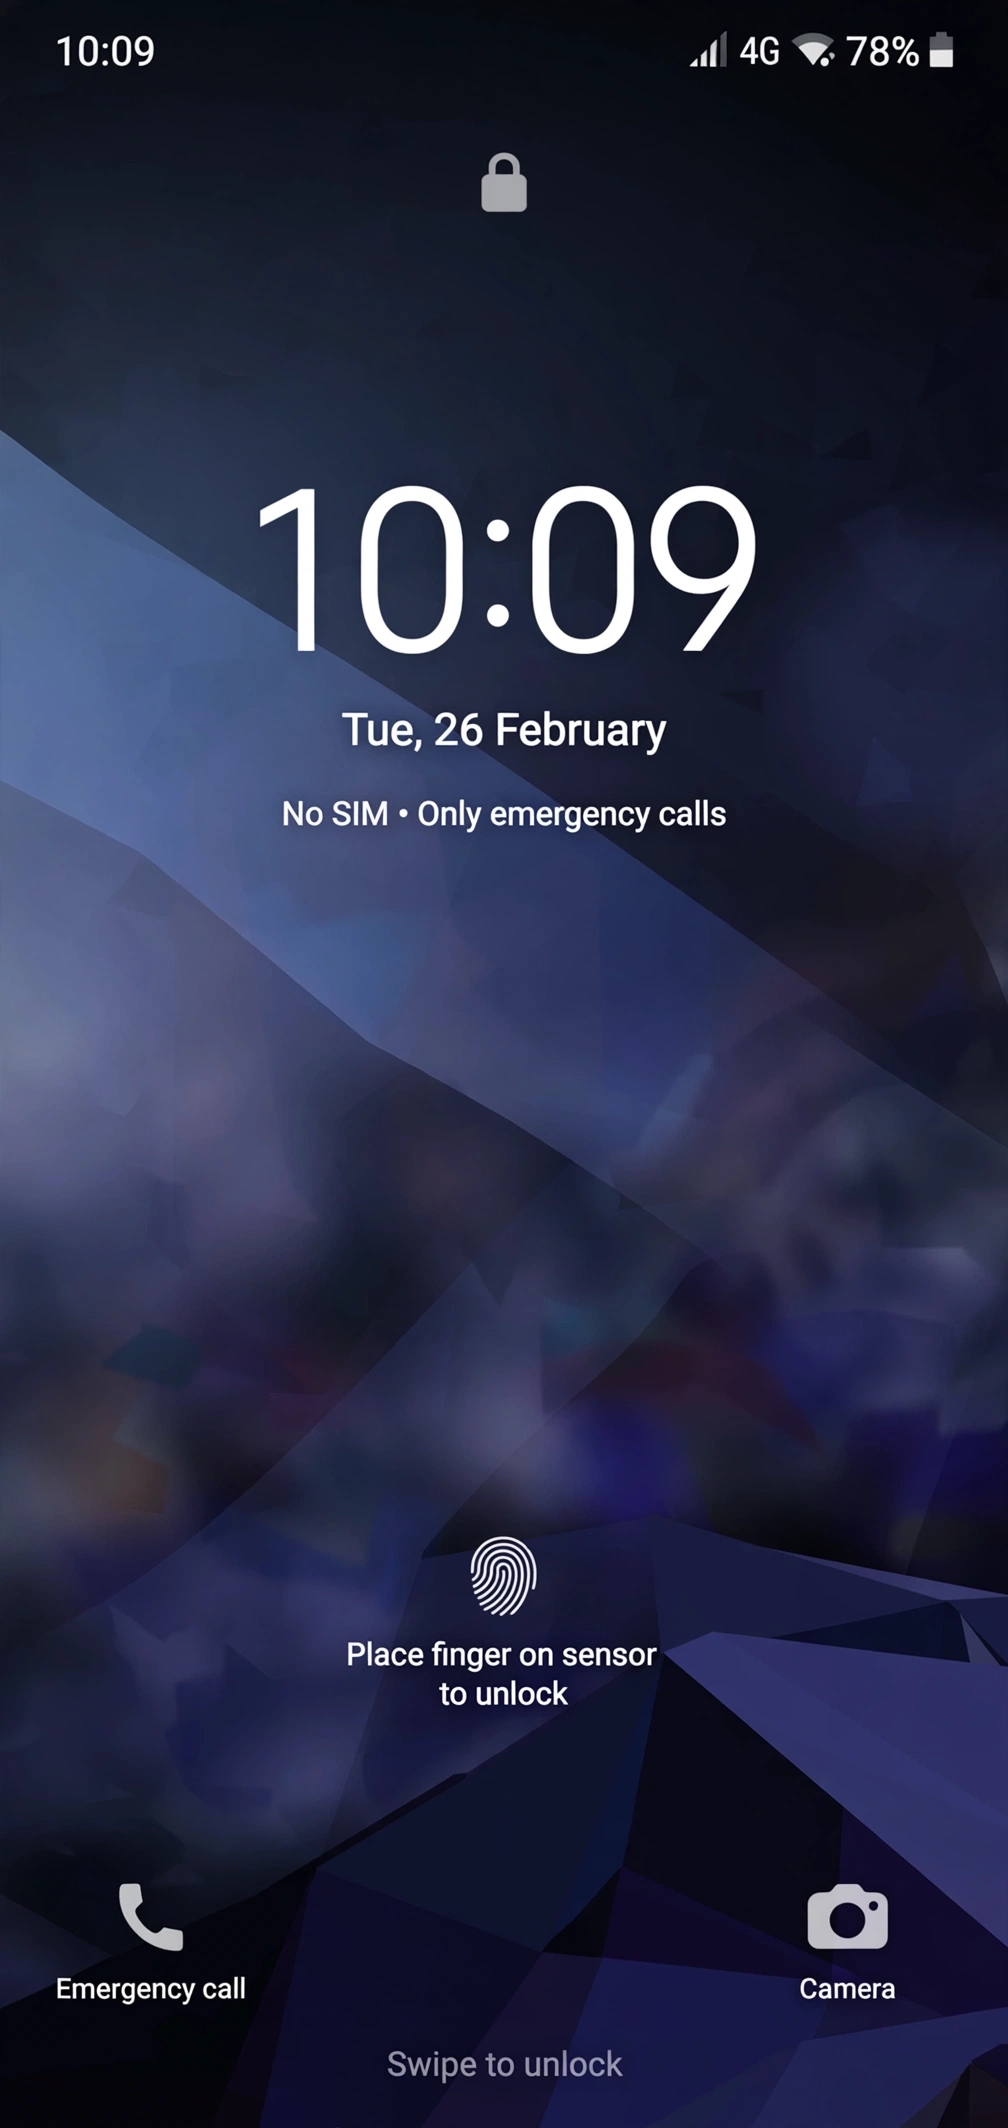 10:09 4G 78%
10:09
Tue, 26 February
No SIM • Only emergency calls
Place finger on sensor
to unlock
Emergency call Camera
Swipe to unlock